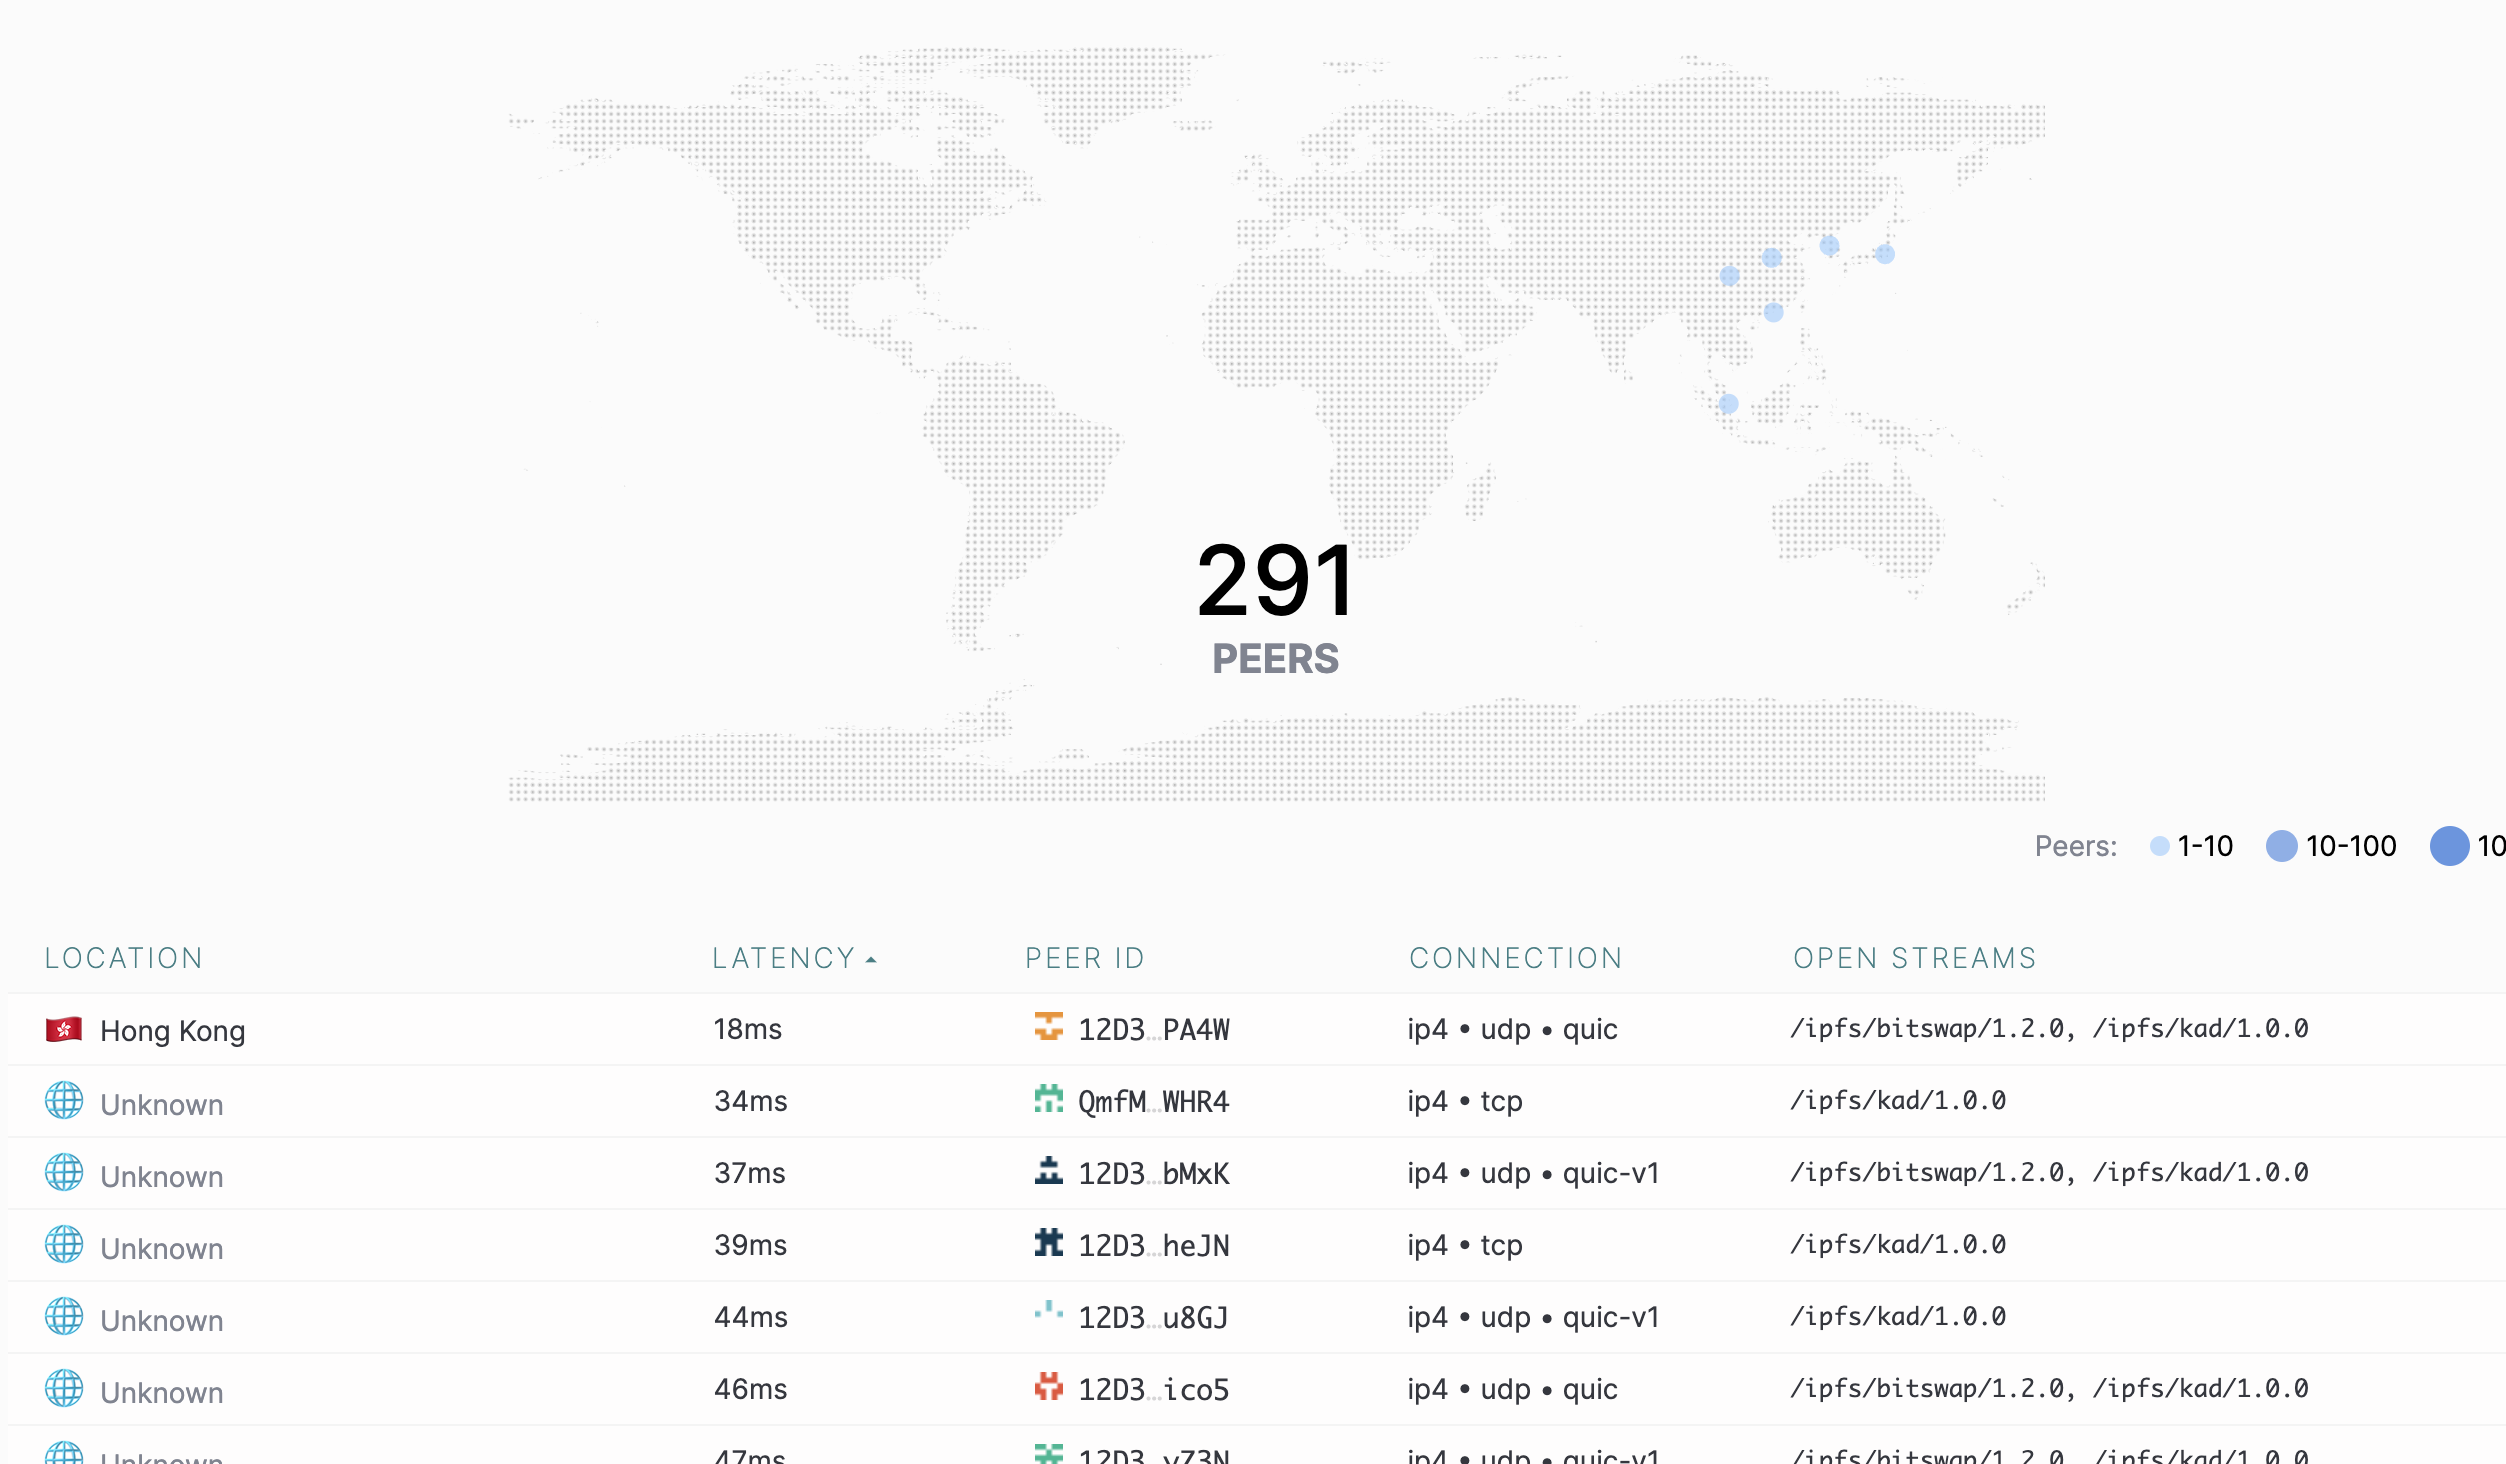 291
PEERS
Peers: 1-10 10-100 10
LOCATION LATENCY PEER ID CONNECTION OPEN STREAMS
Hong Kong 18ms 12D3…PA4W ip4 • udp • quic /ipfs/bitswap/1.2.0, /ipfs/kad/1.0.0
Unknown 34ms QmfM…WHR4 ip4 • tcp /ipfs/kad/1.0.0
Unknown 37ms 12D3…bMxK ip4 • udp • quic-v1 /ipfs/bitswap/1.2.0, /ipfs/kad/1.0.0
Unknown 39ms 12D3…heJN ip4 • tcp /ipfs/kad/1.0.0
Unknown 44ms 12D3…u8GJ ip4 • udp • quic-v1 /ipfs/kad/1.0.0
Unknown 46ms 12D3…ico5 ip4 • udp • quic /ipfs/bitswap/1.2.0, /ipfs/kad/1.0.0
Unknown 47ms ip4 • udp • quic-v1 /ipfs/bitswap/1.2.0, /ipfs/kad/1.0.0